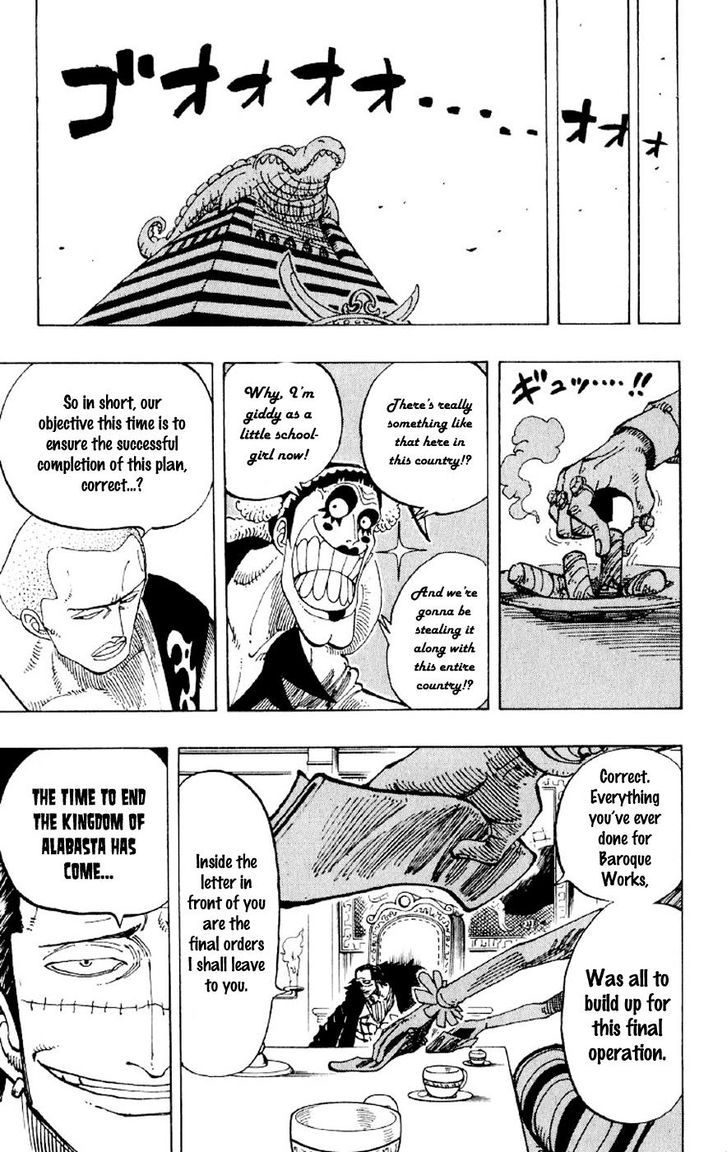 ゴオオオオ......
オオオ
ギュッ....!!
There's really
something like
that here in
this country!?
Why, I'm
giddy as a
little school-
girl now!
And we're
gonna be
stealing it
along with
this entire
country!?
So in short, our
objective this time is to
ensure the successful
completion of this plan,
correct...?
Correct.
Everything
you've ever
done for
Baroque
Works,
Was all to
build up for
this final
operation.
Inside the
letter in
front of you
are the
final orders
I shall leave
to you.
THE TIME TO END
THE KINGDOM OF
ALABASTA HAS
COME...